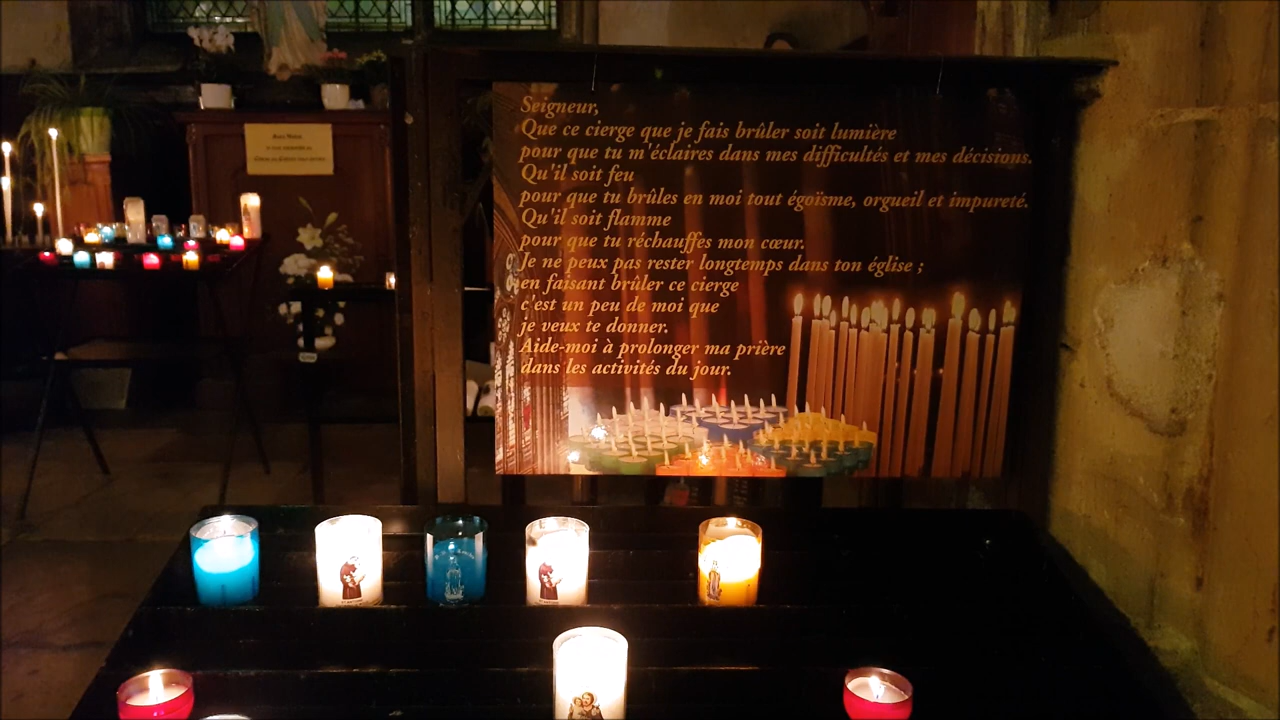 Seigneur,
Que ce cierge que je fais brûler soit lumière
pour que tu m'éclaires dans mes difficultés et mes décisions.
Qu'il soit feu
pour que tu brûles en moi tout égoïsme, orgueil et impureté.
Qu'il soit flamme
pour que tu réchauffes mon cœur.
Je ne peux pas rester longtemps dans ton église ;
en faisant brûler ce cierge
c'est un peu de moi que
je veux te donner.
Aide-moi à prolonger ma prière
dans les activités du jour.